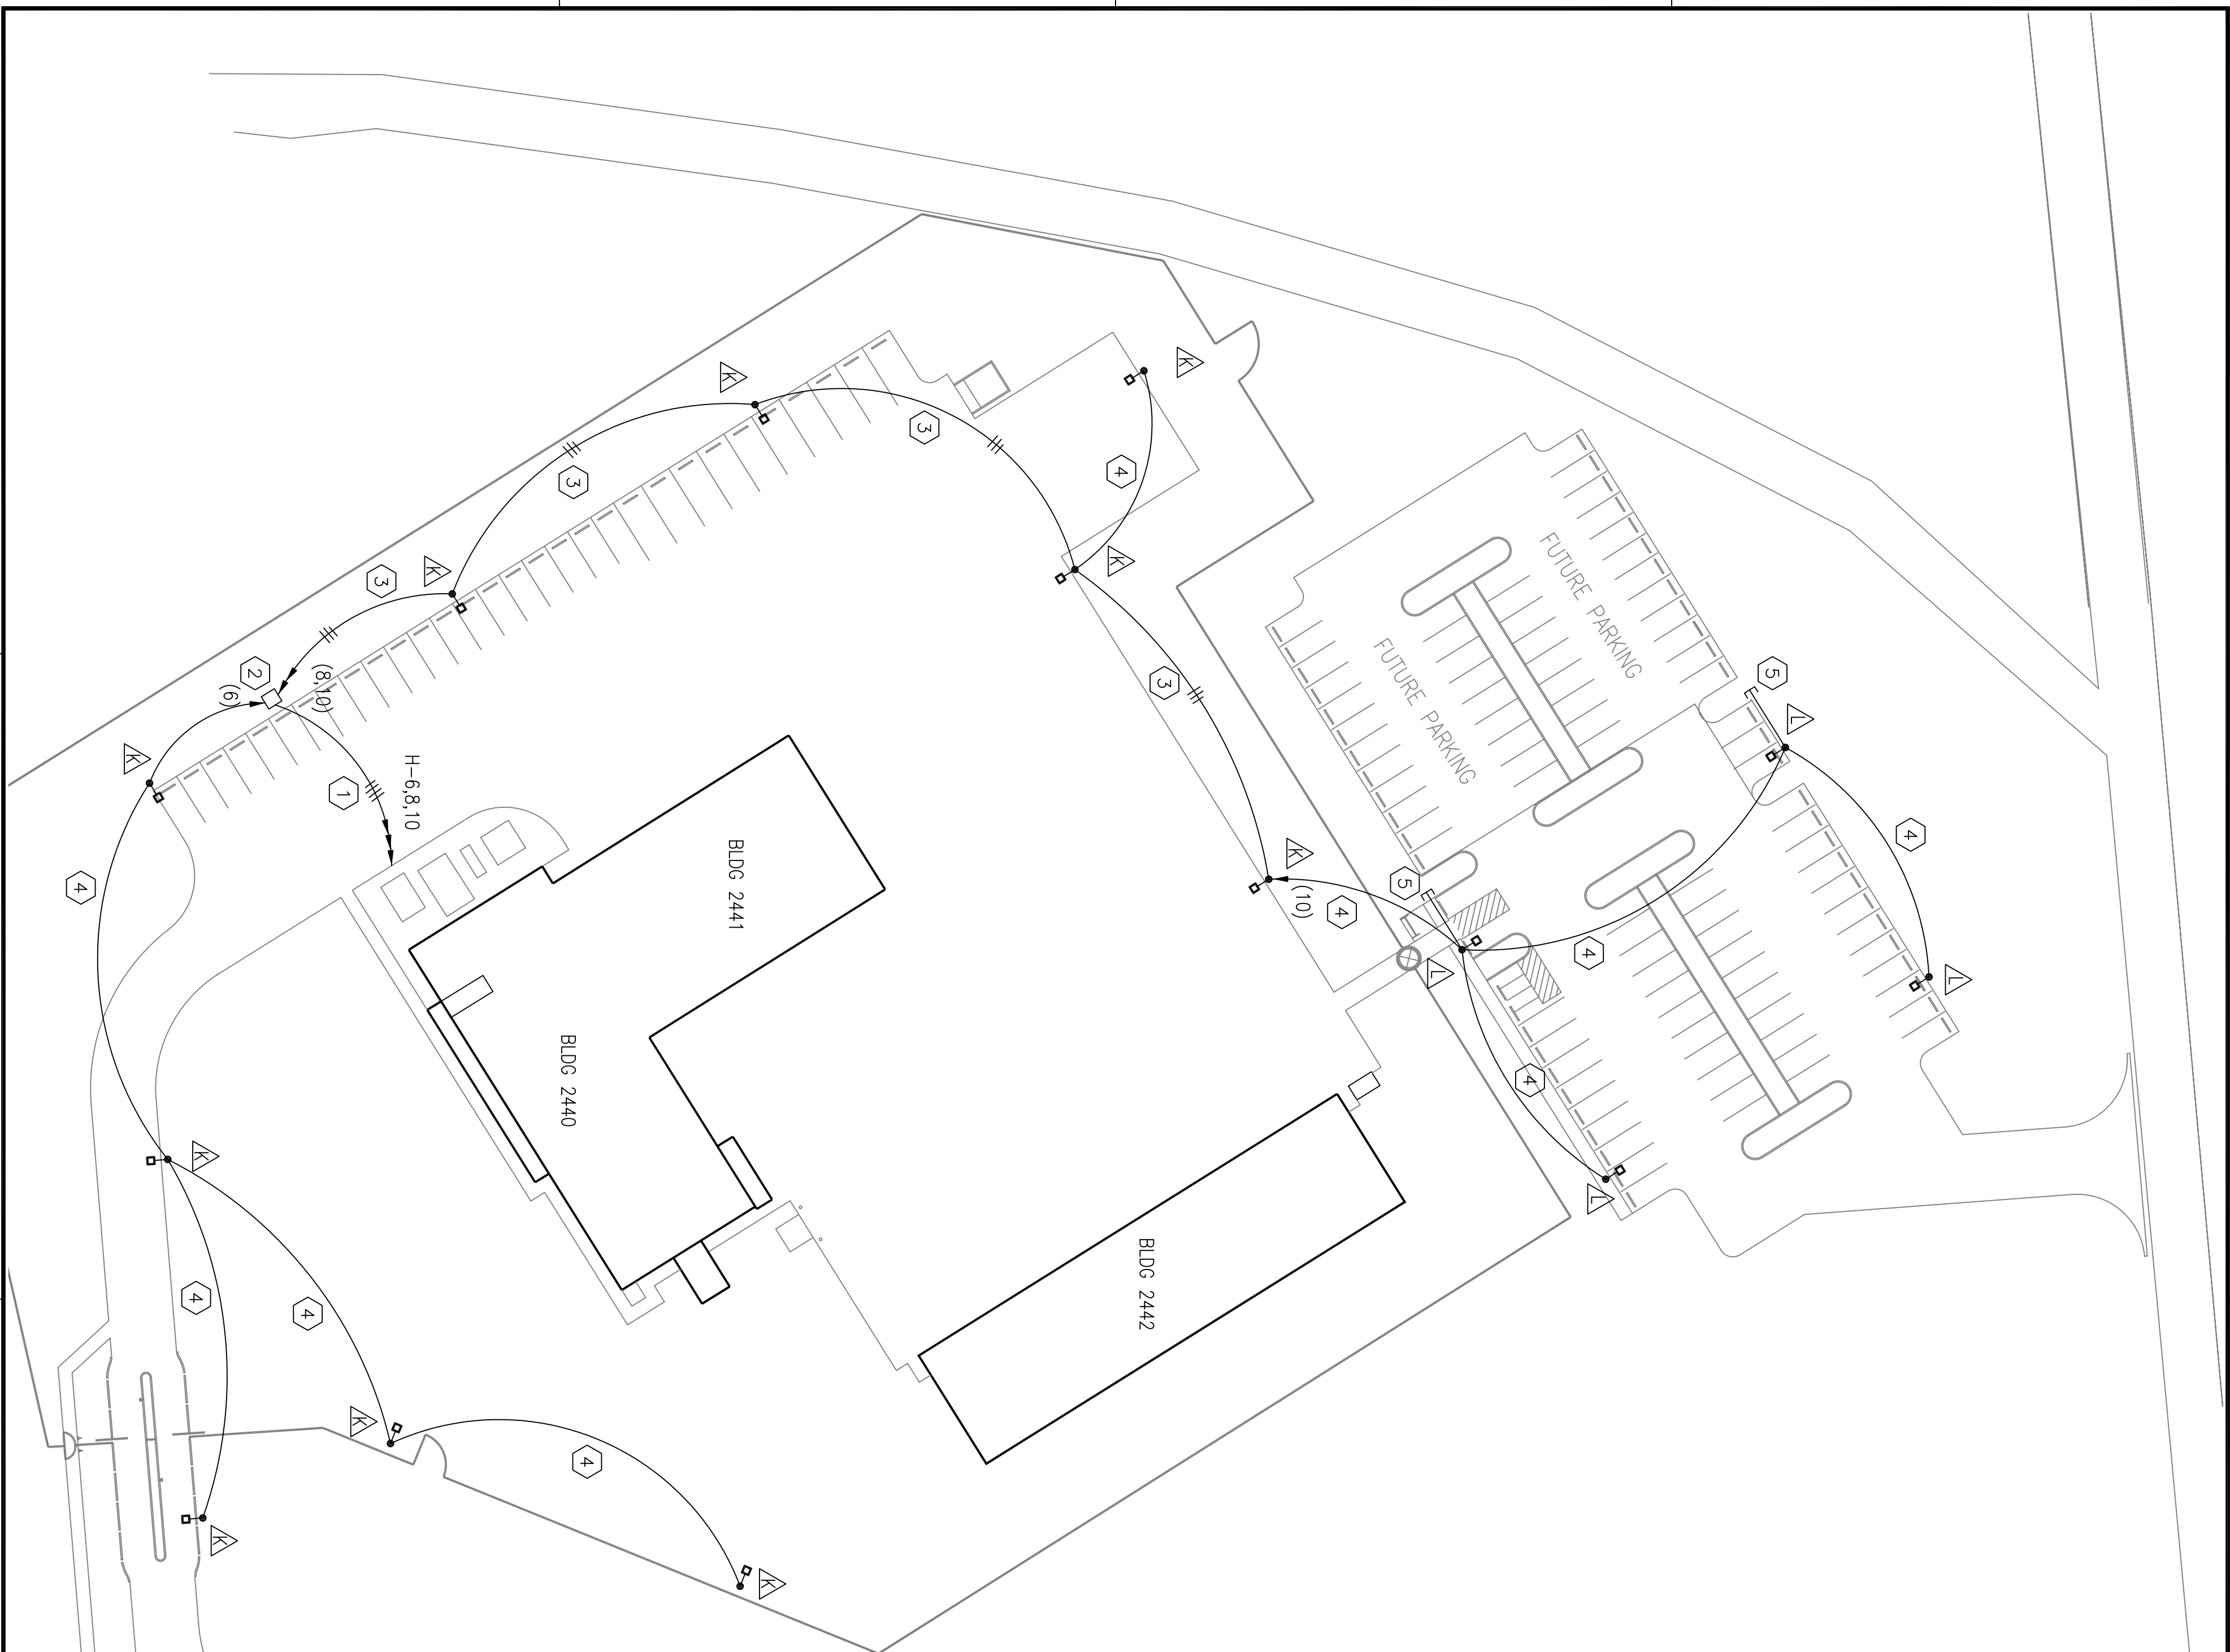 K
K
3
4
3
FUTURE PARKING
K
K
3
2
5
3
(8,10)
(6)
FUTURE PARKING
L
K
1
H-6,8,10
4
K
5
BLDG 2441
4
(10)
4
4
L
L
BLDG 2440
4
K
L
BLDG 2442
4
4
K
4
K
K